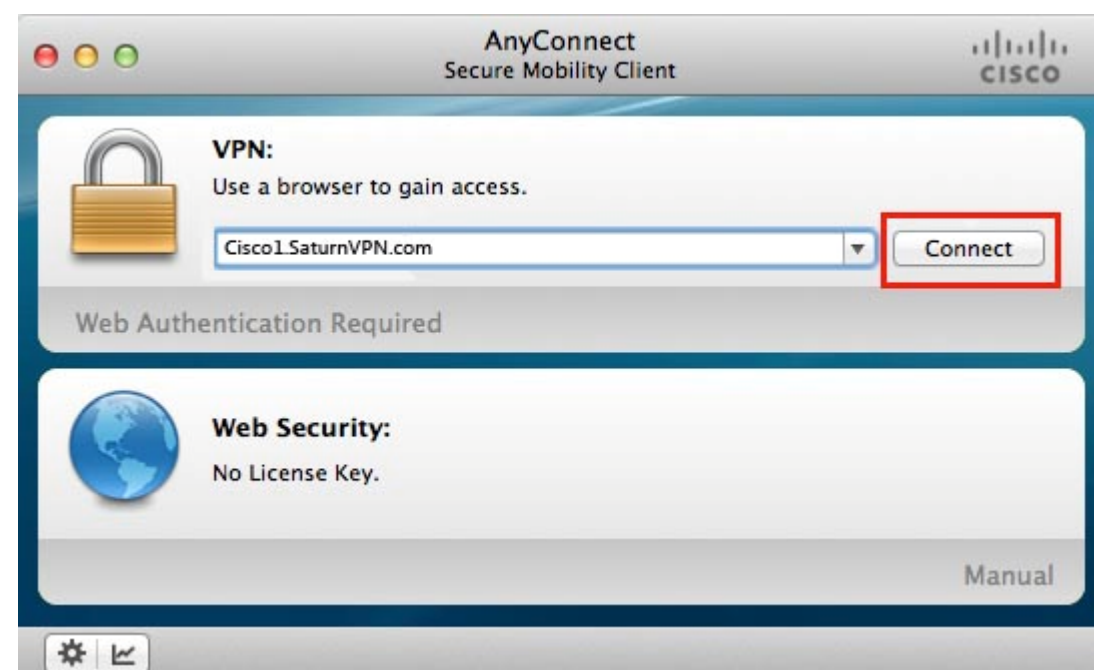 AnyConnect
Secure Mobility Client
CISCO
VPN:
Use a browser to gain access.
Cisco1.SaturnVPN.com
Connect
Web Authentication Required
Web Security:
No License Key.
Manual